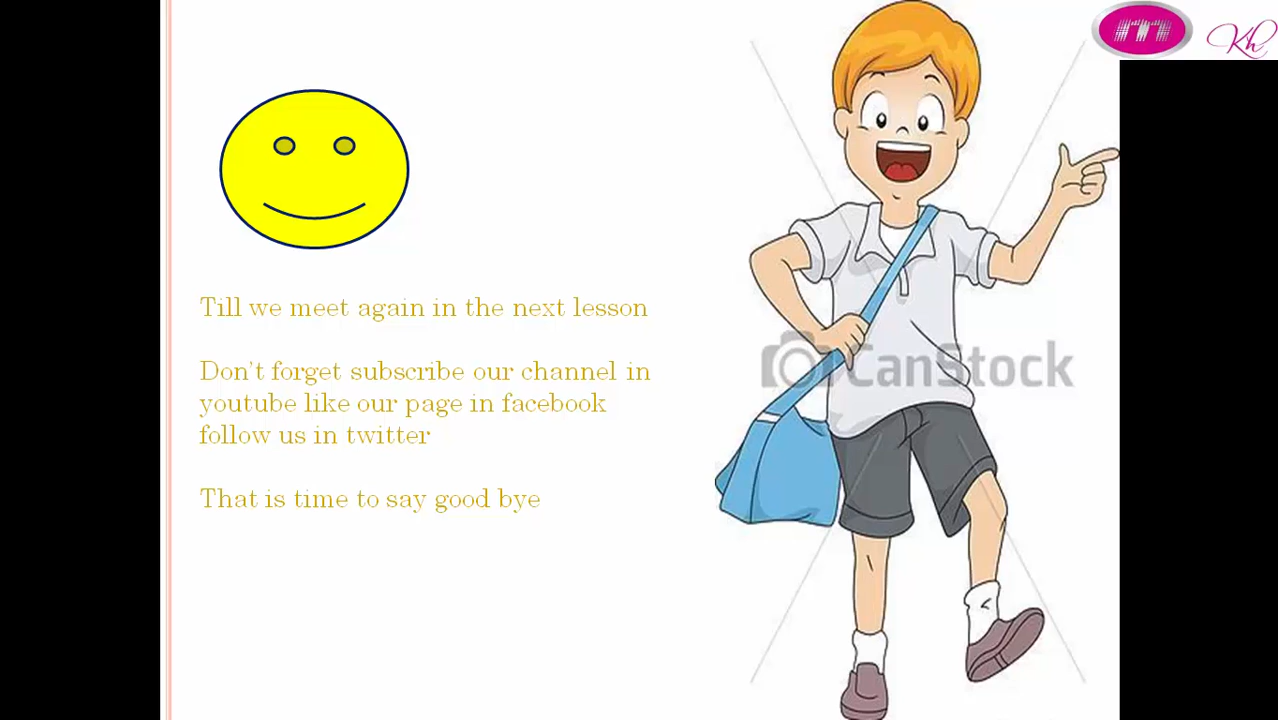 m
Kh
Till we meet again in the next lesson
Don't forget subscribe our channel in
youtube like our page in facebook
follow us in twitter
That is time to say good bye
CanStock